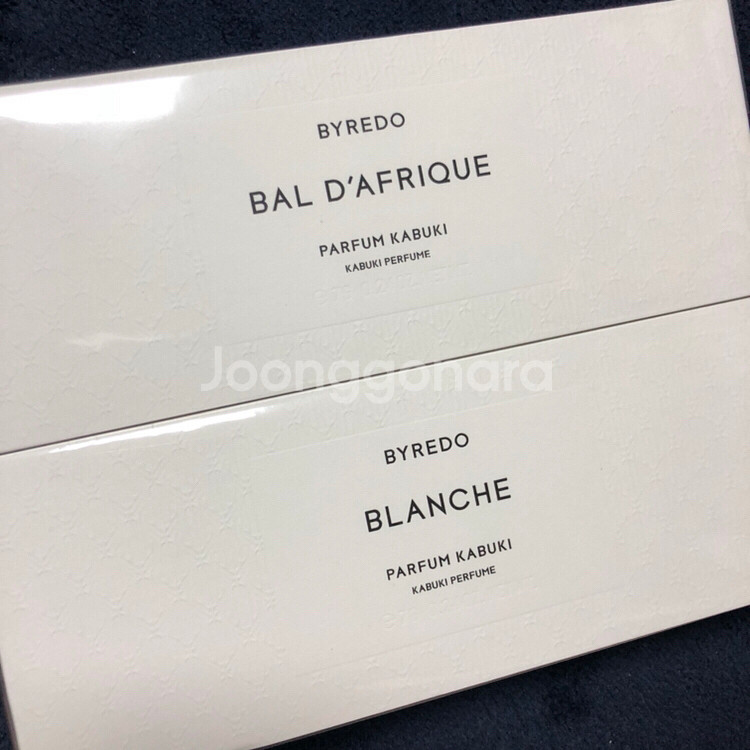 BYREDO
BAL D'AFRIQUE
PARFUM KABUKI
KABUKI PERFUME
Joonggonara
BYREDO
BLANCHE
PARFUM KABUKI
KABUKI PERFUME